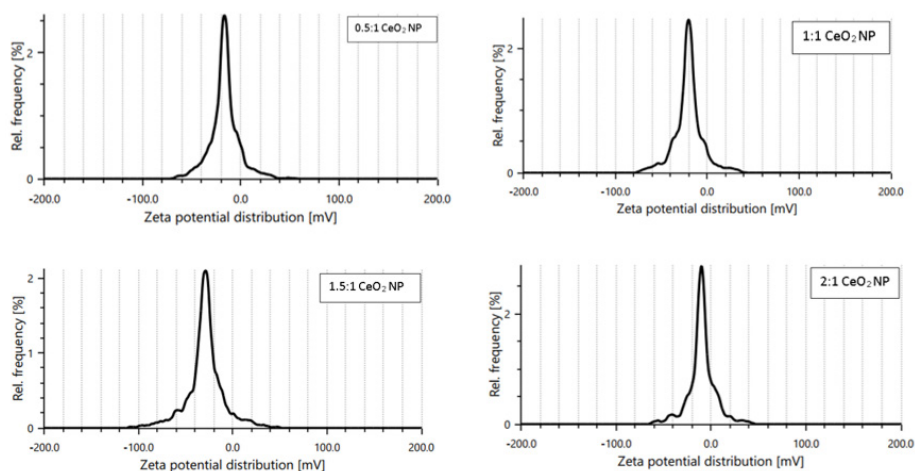 0.5:1 CeO₂ NP
Rel. frequency [%]
2
0
-200.0 -100.0 0.0 100.0 200.0
Zeta potential distribution [mV]
1:1 CeO₂ NP
Rel. frequency [%]
2
0
-200.0 -100.0 0.0 100.0 200.0
Zeta potential distribution [mV]
1.5:1 CeO₂ NP
Rel. frequency [%]
2
1
0
-200.0 -100.0 0.0 100.0 200.0
Zeta potential distribution [mV]
2:1 CeO₂ NP
Rel. frequency [%]
2
0
-200.0 -100.0 0.0 100.0 200.0
Zeta potential distribution [mV]